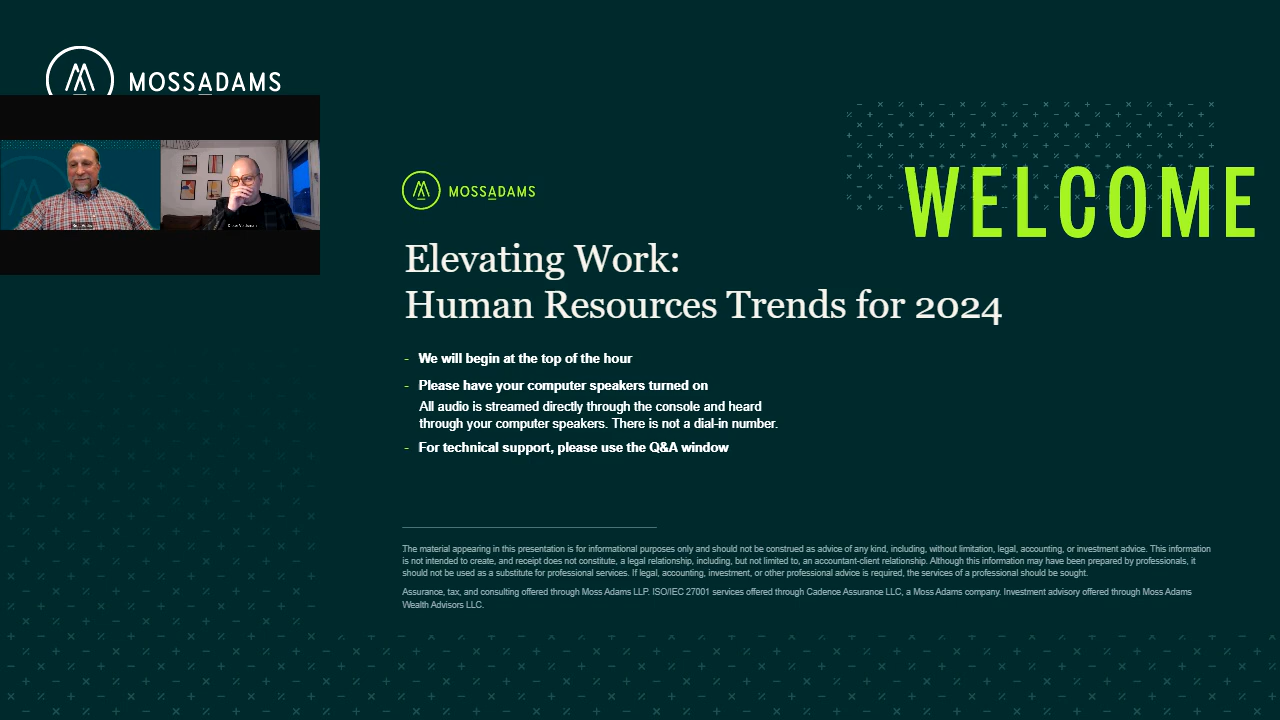 MOSSADAMS
MOSSADAMS
WELCOME
Elevating Work:
Human Resources Trends for 2024
- We will begin at the top of the hour
- Please have your computer speakers turned on
All audio is streamed directly through the console and heard
through your computer speakers. There is not a dial-in number.
- For technical support, please use the Q&A window
The material appearing in this presentation is for informational purposes only and should not be construed as advice of any kind, including, without limitation, legal, accounting, or investment advice. This information
is not intended to create, and receipt does not constitute, a legal relationship, including, but not limited to, an accountant-client relationship. Although this information may have been prepared by professionals, it
should not be used as a substitute for professional services. If legal, accounting, investment, or other professional advice is required, the services of a professional should be sought.
Assurance, tax, and consulting offered through Moss Adams LLP. ISO/IEC 27001 services offered through Cadence Assurance LLC, a Moss Adams company. Investment advisory offered through Moss Adams
Wealth Advisors LLC.